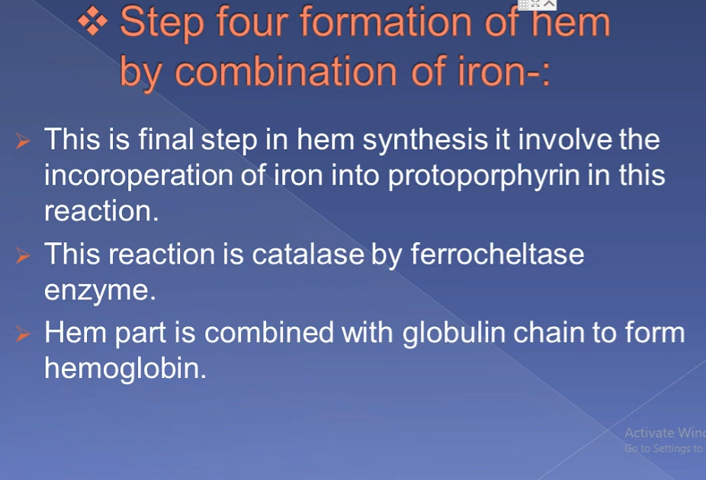 ❖ Step four formation of hem
by combination of iron-:
➢ This is final step in hem synthesis it involve the
incoroperation of iron into protoporphyrin in this
reaction.
➢ This reaction is catalase by ferrocheltase
enzyme.
➢ Hem part is combined with globulin chain to form
hemoglobin.
Activate Wind
Go to Settings to